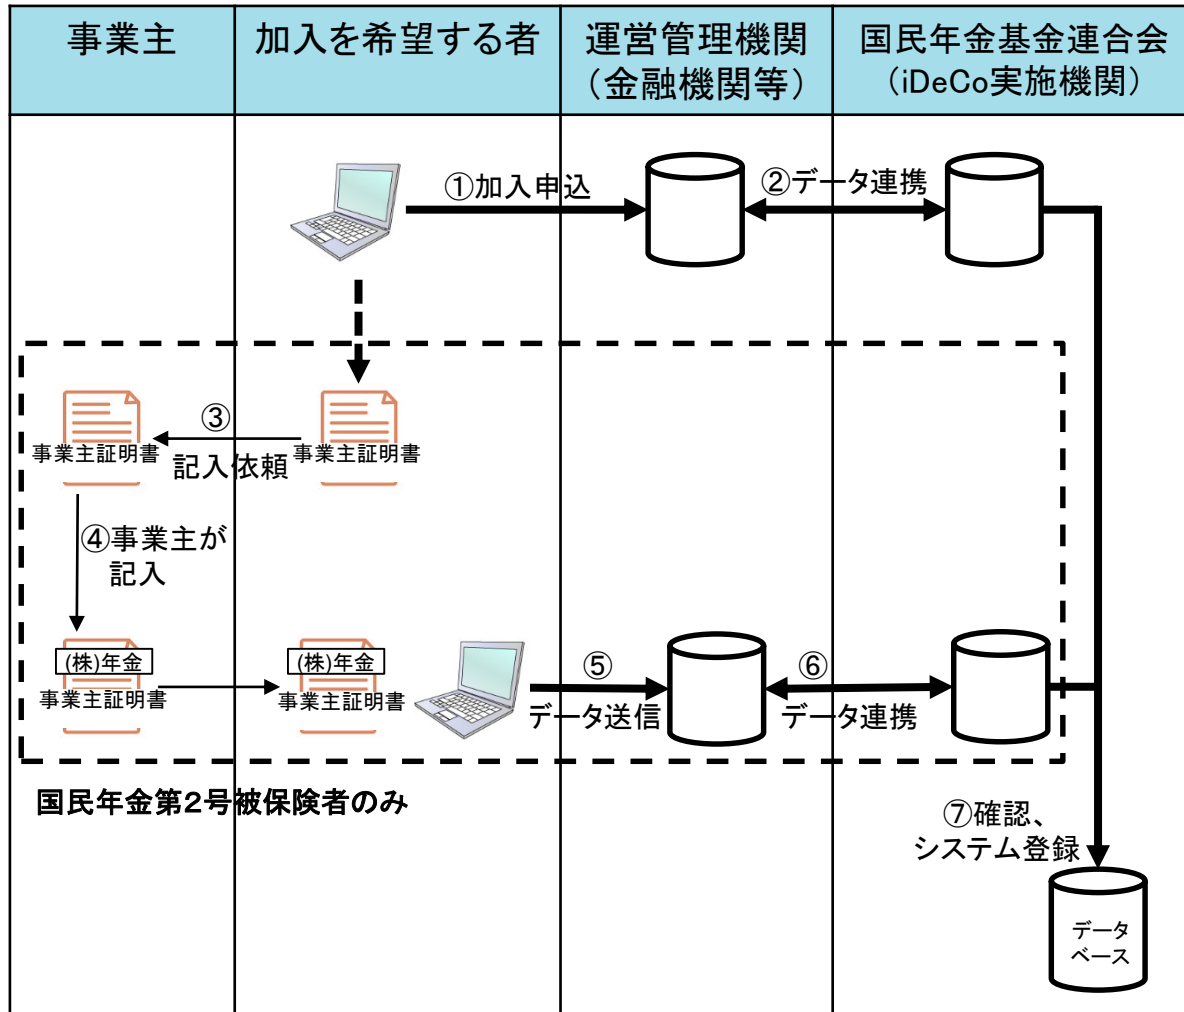 事業主
加入を希望する者
運営管理機関
（金融機関等）
国民年金基金連合会
（iDeCo実施機関）
①加入申込
②データ連携
③
記入依頼
事業主証明書
事業主証明書
④事業主が
記入
(株)年金
事業主証明書
(株)年金
事業主証明書
⑤
データ送信
⑥
データ連携
国民年金第２号被保険者のみ
⑦確認、
システム登録
データ
ベース